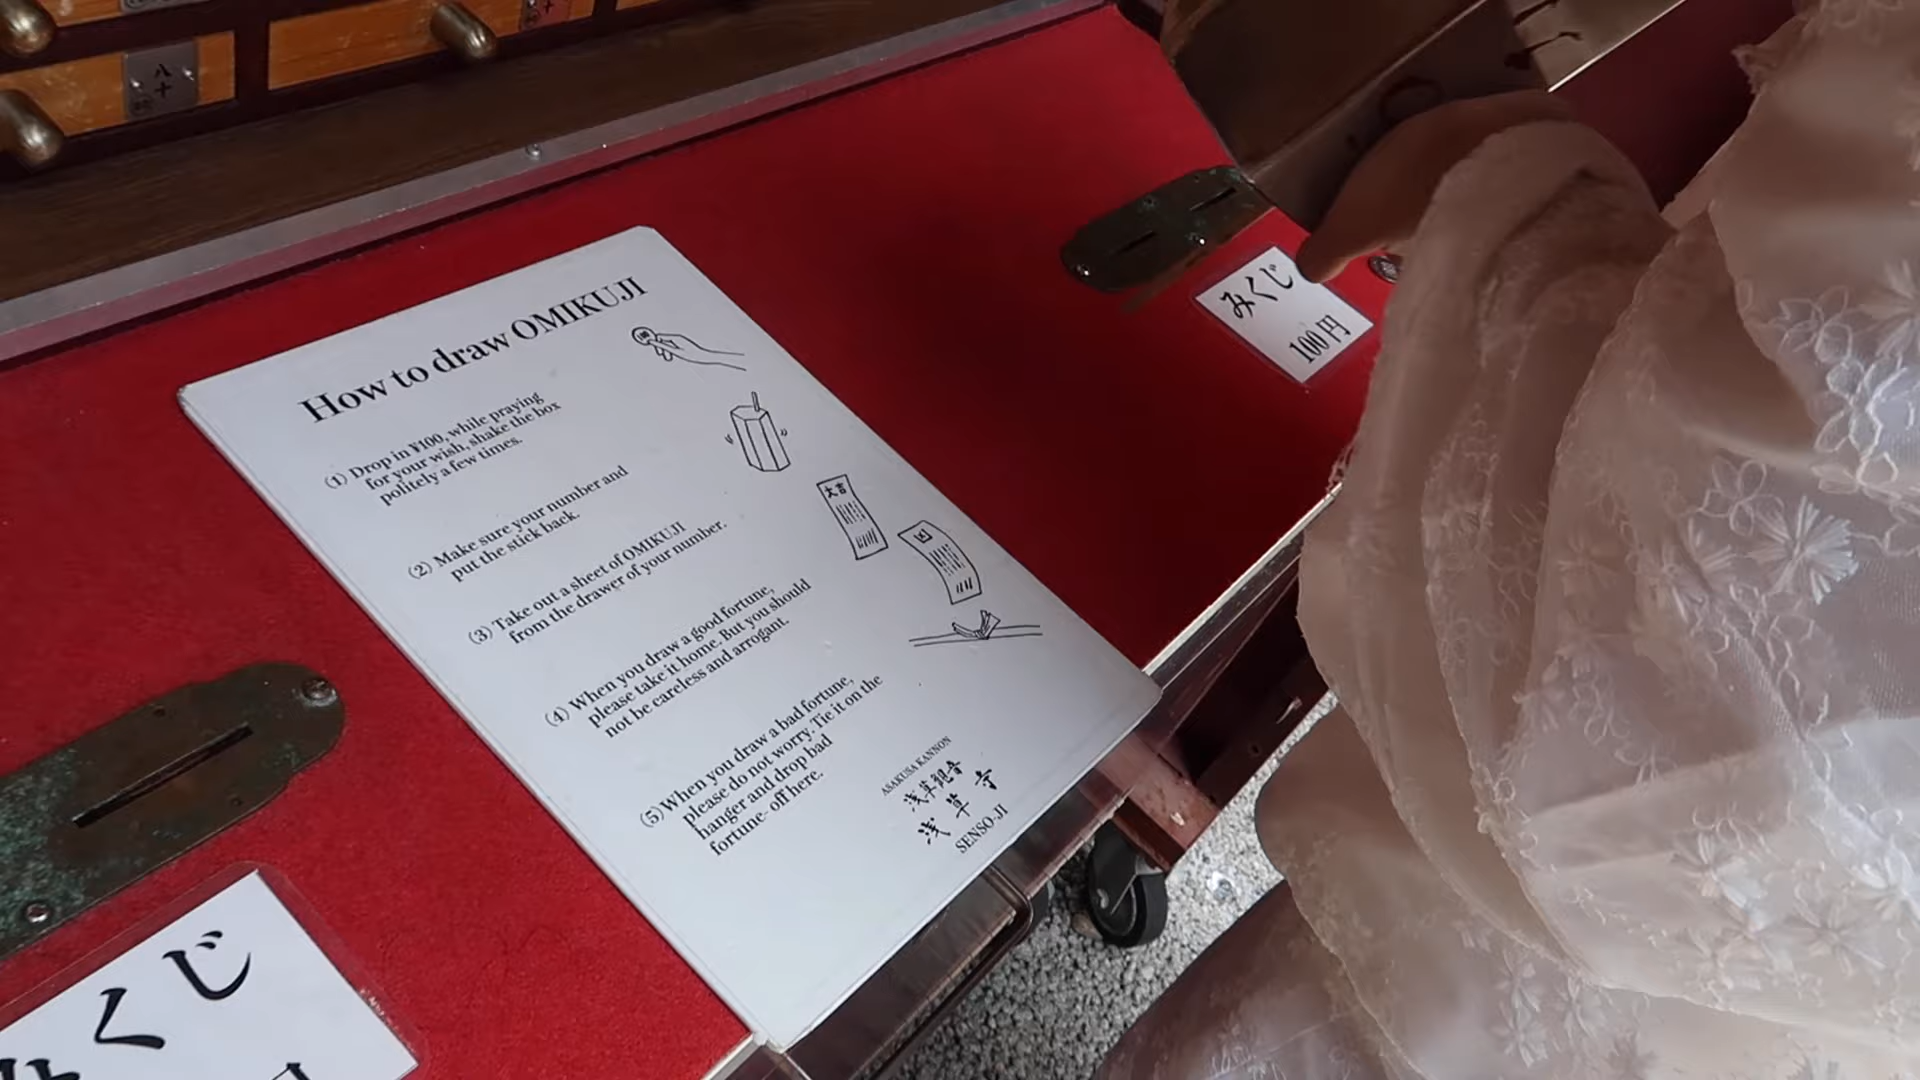 八十
How to draw OMIKUJI
(1) Drop in ¥100, while praying
for your wish, shake the box
politely a few times.
(2) Make sure your number and
put the stick back.
(3) Take out a sheet of OMIKUJI
from the drawer of your number.
(4) When you draw a good fortune,
please take it home. But you should
not be careless and arrogant.
(5) When you draw a bad fortune,
please do not worry. Tie it on the
hanger and drop bad
fortune- off here.
大吉
凶
ASAKUSA KANNON
浅草観音
浅草寺
SENSO-JI
みくじ
100円
みくじ